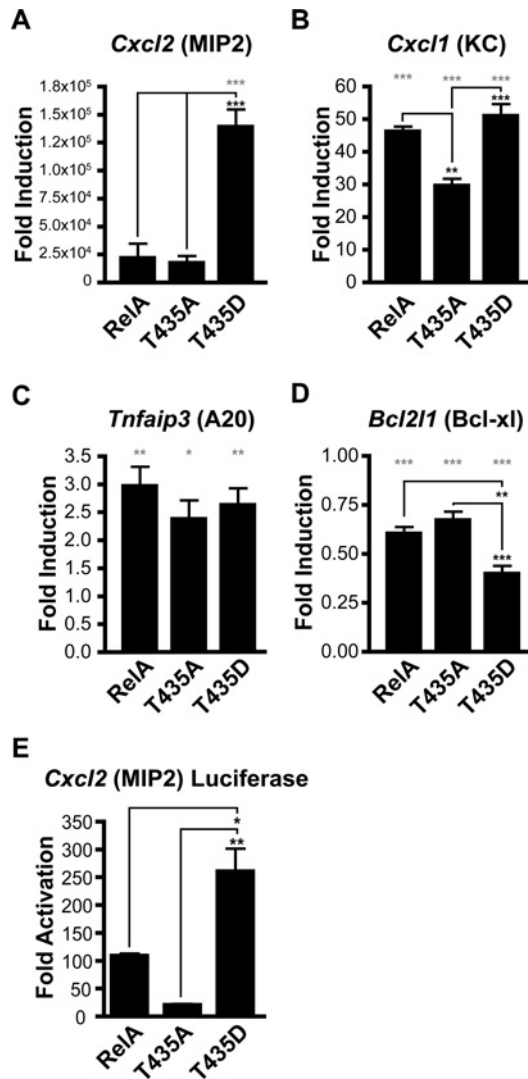 A
Cxcl2 (MIP2)
Fold Induction
1.8x10⁵
1.5x10⁵
1.2x10⁵
1.0x10⁵
7.5x10⁴
5.0x10⁴
2.5x10⁴
0
***
***
RelA
T435A
T435D
B
Cxcl1 (KC)
Fold Induction
60
50
40
30
20
10
0
***
***
***
***
**
RelA
T435A
T435D
C
Tnfaip3 (A20)
Fold Induction
3.5
3.0
2.5
2.0
1.5
1.0
0.5
0.0
**
*
**
RelA
T435A
T435D
D
Bcl2l1 (Bcl-xl)
Fold Induction
1.00
0.75
0.50
0.25
0.00
***
***
***
**
***
RelA
T435A
T435D
E
Cxcl2 (MIP2) Luciferase
Fold Activation
350
300
250
200
150
100
50
0
*
**
RelA
T435A
T435D